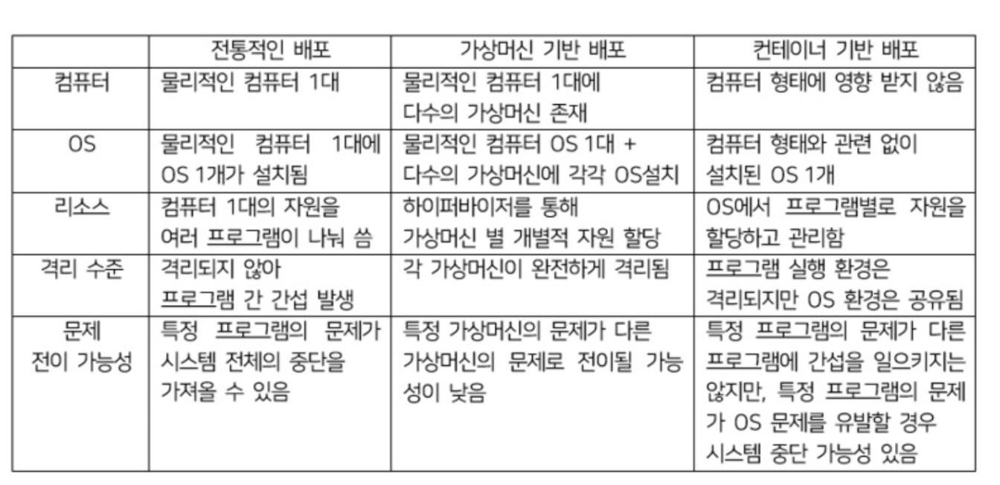 전통적인 배포 가상머신 기반 배포 컨테이너 기반 배포
컴퓨터
물리적인 컴퓨터 1대
물리적인 컴퓨터 1대에
다수의 가상머신 존재
컴퓨터 형태에 영향 받지 않음
OS
물리적인 컴퓨터 1대에
OS 1개가 설치됨
물리적인 컴퓨터 OS 1대 +
다수의 가상머신에 각각 OS설치
컴퓨터 형태와 관련 없이
설치된 OS 1개
리소스
컴퓨터 1대의 자원을
여러 프로그램이 나눠 씀
하이퍼바이저를 통해
가상머신 별 개별적 자원 할당
OS에서 프로그램별로 자원을
할당하고 관리함
격리 수준
격리되지 않아
프로그램 간 간섭 발생
각 가상머신이 완전하게 격리됨
프로그램 실행 환경은
격리되지만 OS 환경은 공유됨
문제
전이 가능성
특정 프로그램의 문제가
시스템 전체의 중단을
가져올 수 있음
특정 가상머신의 문제가 다른
가상머신의 문제로 전이될 가능
성이 낮음
특정 프로그램의 문제가 다른
프로그램에 간섭을 일으키지는
않지만, 특정 프로그램의 문제
가 OS 문제를 유발할 경우
시스템 중단 가능성 있음